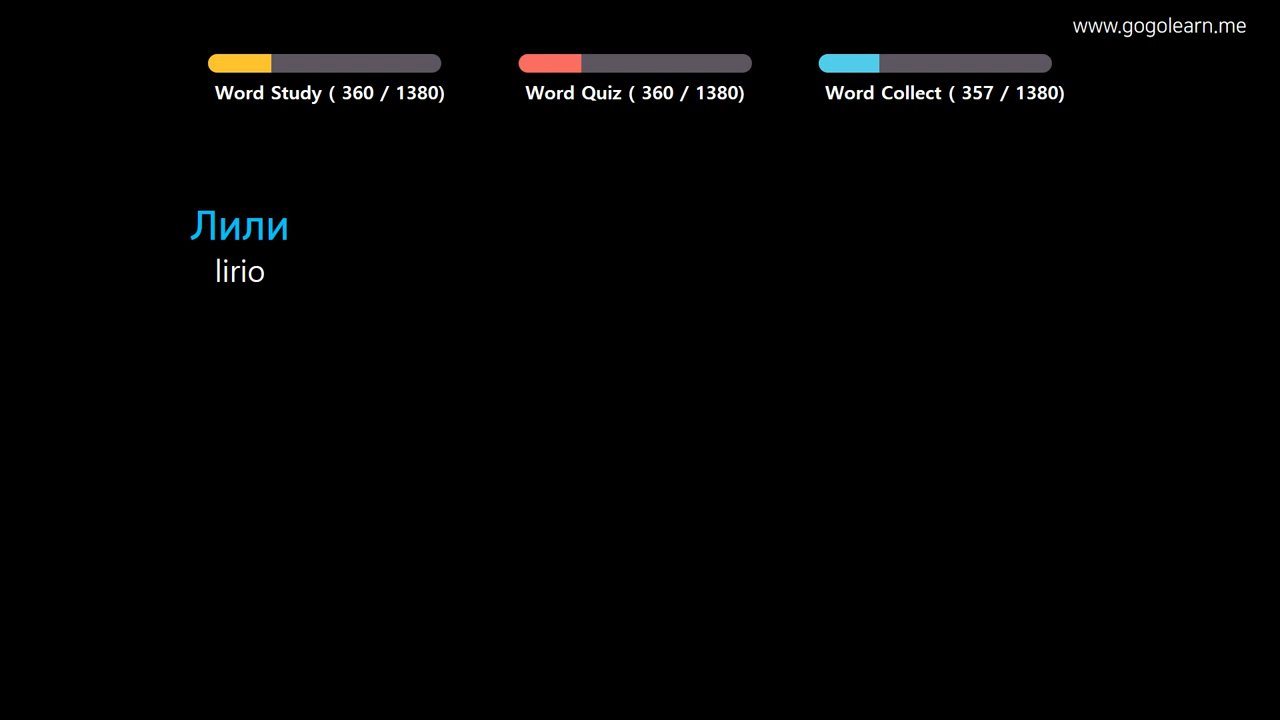 www.gogolearn.me
Word Study ( 360 / 1380)
Word Quiz ( 360 / 1380)
Word Collect ( 357 / 1380)
Лили
lirio